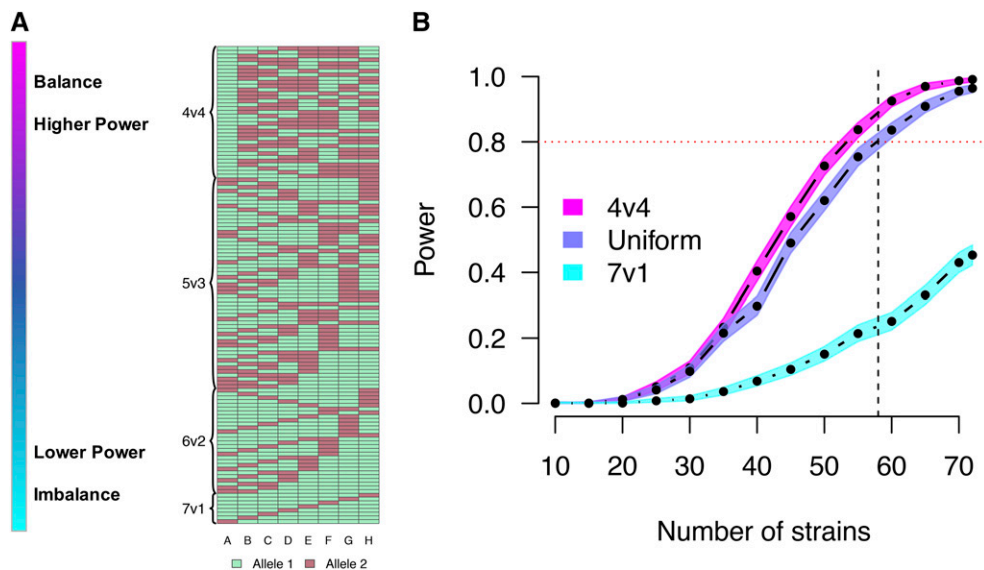 A
Balance
Higher Power
Lower Power
Imbalance
4v4
5v3
6v2
7v1
A B C D E F G H
Allele 1 Allele 2
B
Power
1.0
0.8
0.6
0.4
0.2
0.0
4v4
Uniform
7v1
10 20 30 40 50 60 70
Number of strains